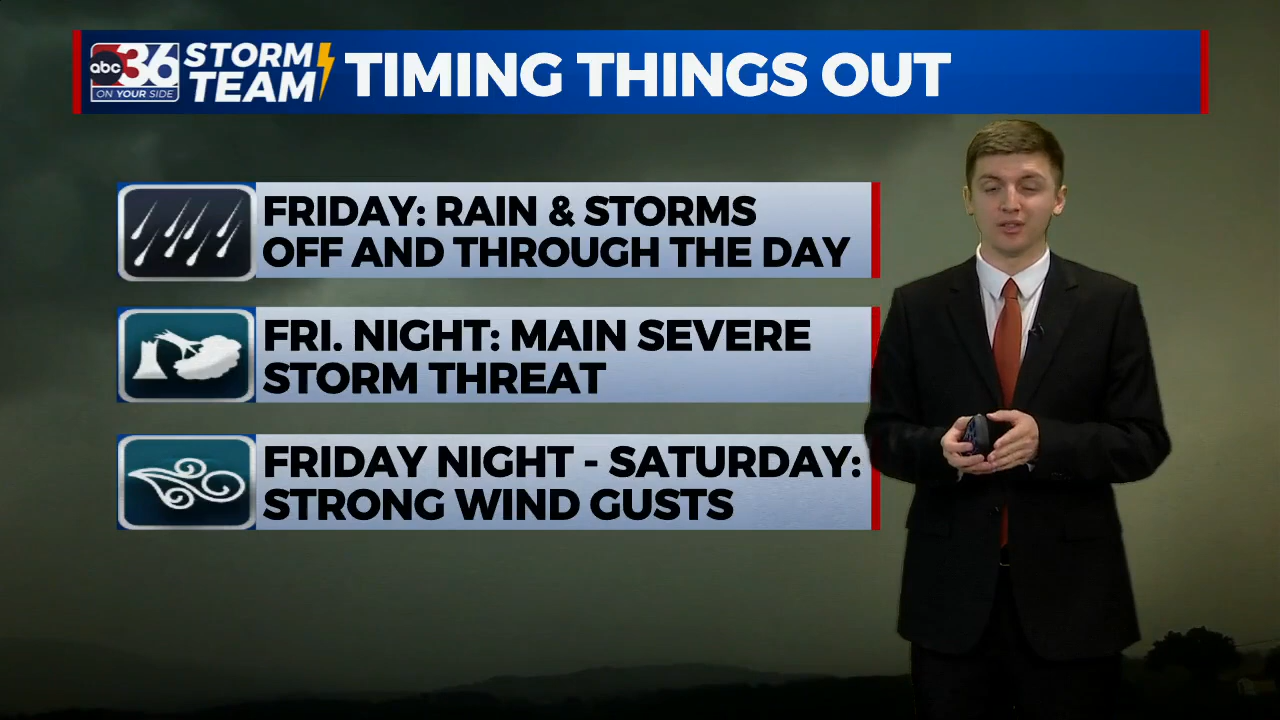 abc 36
ON YOUR SIDE
STORM
TEAM
TIMING THINGS OUT
FRIDAY: RAIN & STORMS
OFF AND THROUGH THE DAY
FRI. NIGHT: MAIN SEVERE
STORM THREAT
FRIDAY NIGHT - SATURDAY:
STRONG WIND GUSTS